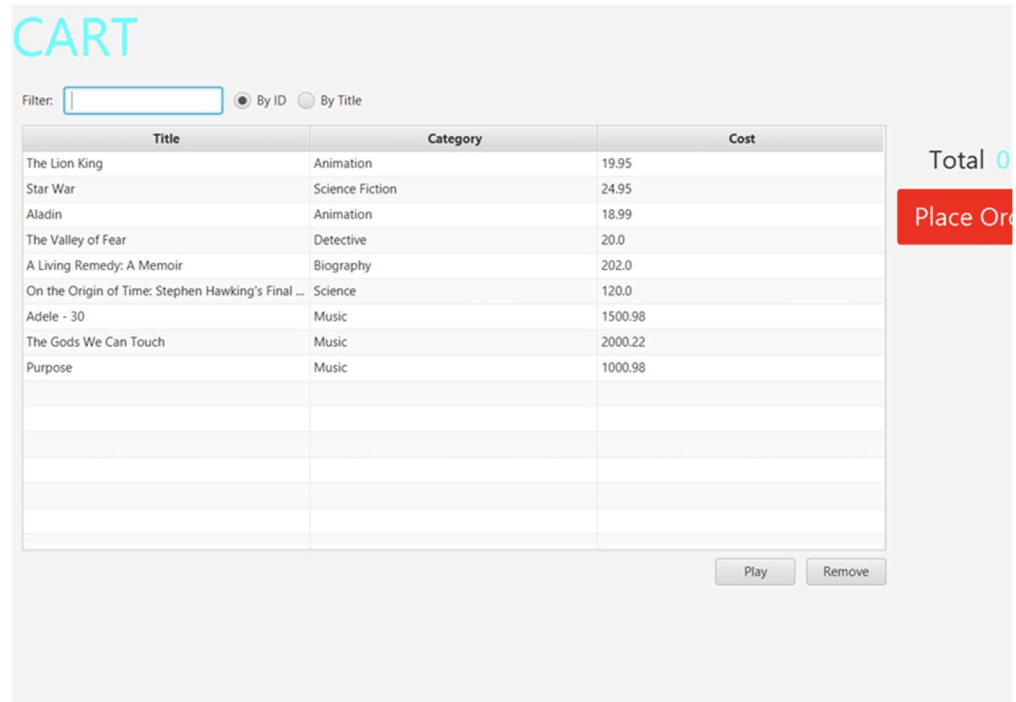 CART
Filter: By ID By Title
Title Category Cost
The Lion King Animation 19.95
Star War Science Fiction 24.95
Aladin Animation 18.99
The Valley of Fear Detective 20.0
A Living Remedy: A Memoir Biography 202.0
On the Origin of Time: Stephen Hawking's Final ... Science 120.0
Adele - 30 Music 1500.98
The Gods We Can Touch Music 2000.22
Purpose Music 1000.98
Total 0
Place Ord
Play Remove